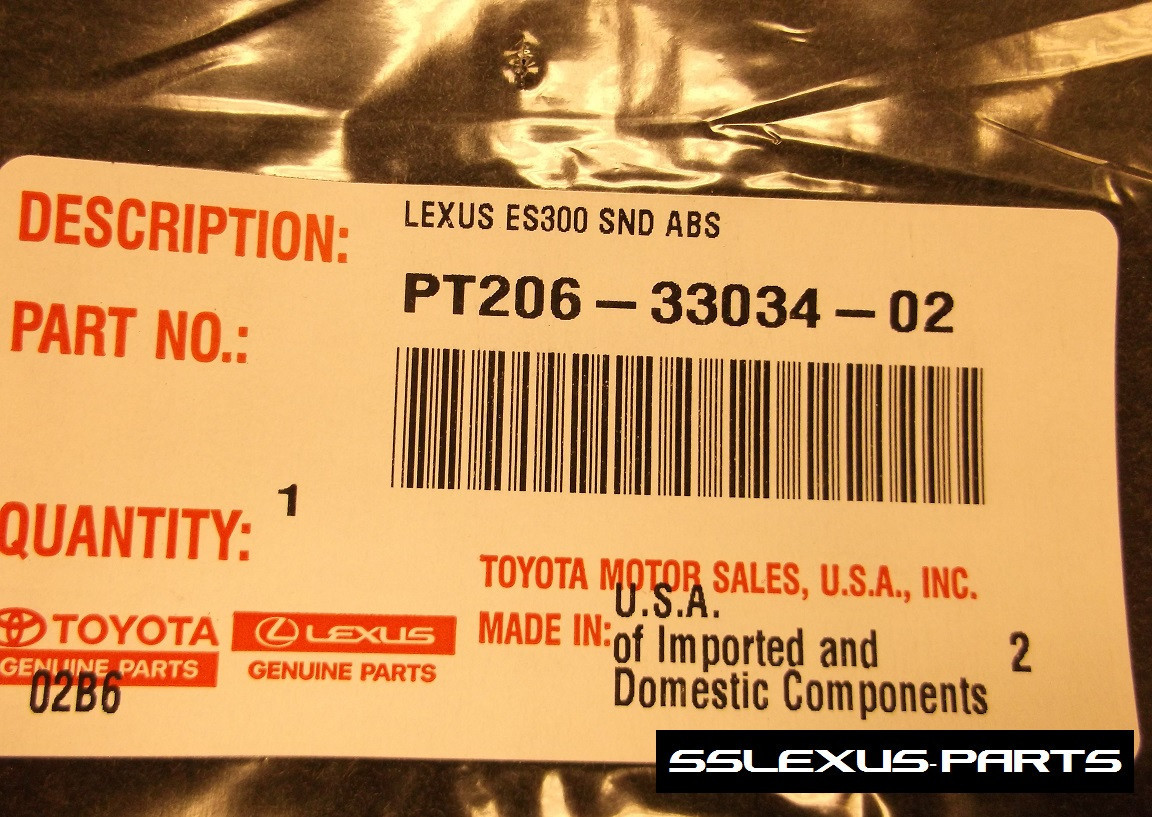 DESCRIPTION: LEXUS ES300 SND ABS
PART NO.: PT206-33034-02
QUANTITY: 1
TOYOTA MOTOR SALES, U.S.A., INC.
MADE IN: U.S.A.
of Imported and
Domestic Components
2
TOYOTA
GENUINE PARTS
LEXUS
GENUINE PARTS
02B6
SSLEXUS-PARTS